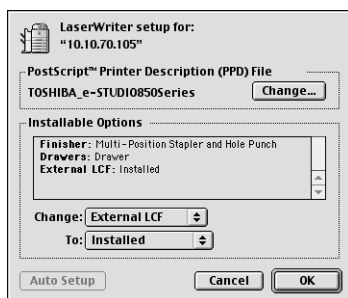 LaserWriter setup for:
“10.10.70.105”
PostScript™ Printer Description (PPD) File
TOSHIBA_e-STUDIO850Series
Change...
Installable Options
Finisher: Multi-Position Stapler and Hole Punch
Drawers: Drawer
External LCF: Installed
Change: External LCF
To: Installed
Auto Setup
Cancel
OK